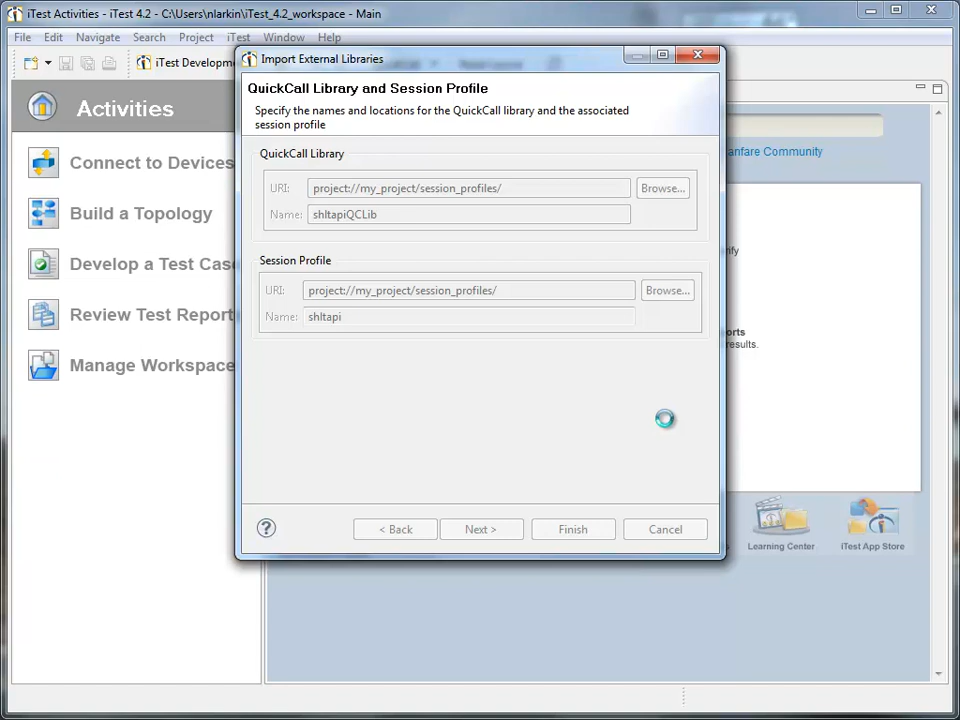 iTest Activities - iTest 4.2 - C:\Users\nlarkin\iTest_4.2_workspace - Main
File Edit Navigate Search Project iTest Window Help
iTest Developm
Import External Libraries
QuickCall Library and Session Profile
Specify the names and locations for the QuickCall library and the associated
session profile
Activities
Connect to Devices
Build a Topology
Develop a Test Cas
Review Test Report
Manage Workspace
QuickCall Library
URI: project://my_project/session_profiles/ Browse...
Name: shltapiQCLib
Session Profile
URI: project://my_project/session_profiles/ Browse...
Name: shltapi
< Back Next > Finish Cancel
anfare Community
rify
orts
results.
Learning Center
iTest App Store